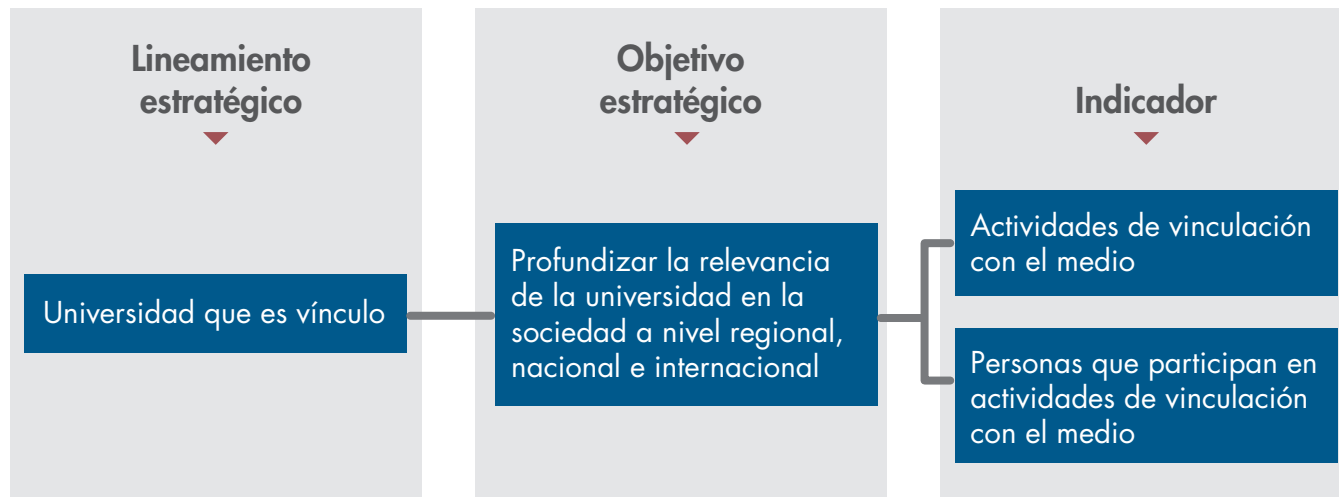 Lineamiento
estratégico
Universidad que es vínculo
Objetivo
estratégico
Profundizar la relevancia
de la universidad en la
sociedad a nivel regional,
nacional e internacional
Indicador
Actividades de vinculación
con el medio
Personas que participan en
actividades de vinculación
con el medio